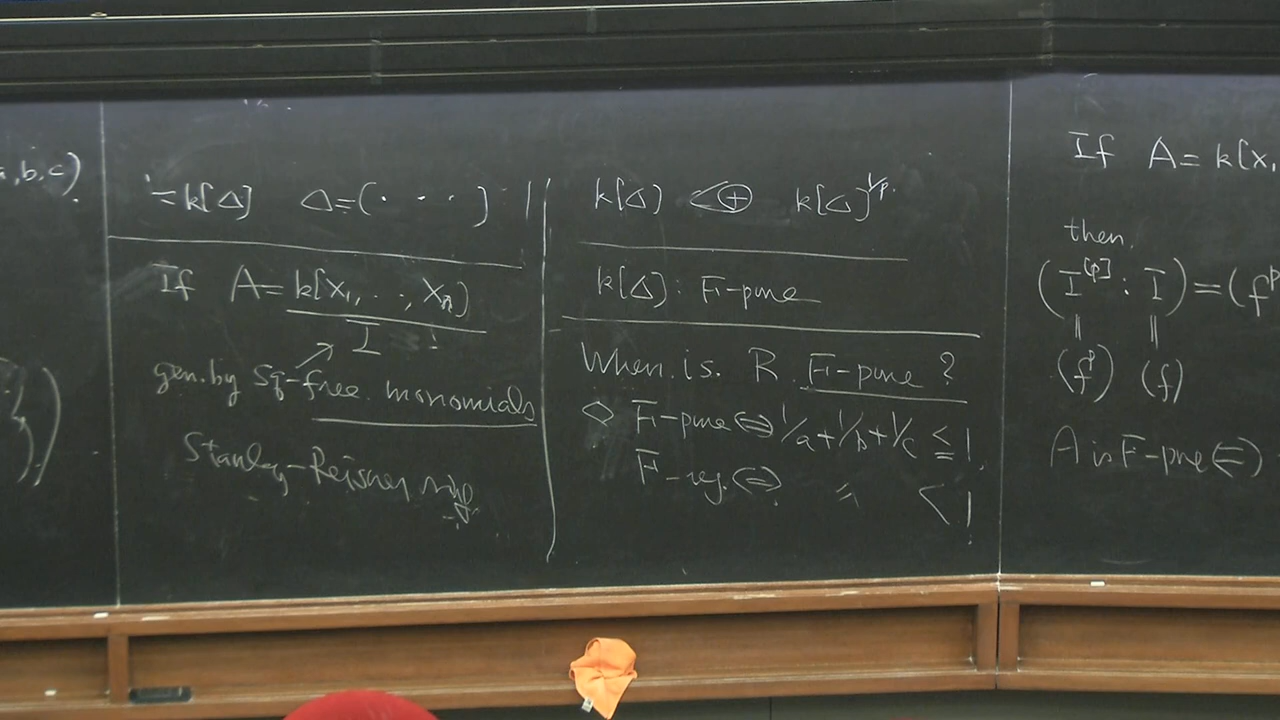 a,b,c)
= k[Δ] Δ=(· · ·)
If A = k[x₁, ..., xₙ]
I
gen. by sq-free monomials
Stanley-Reisner ring
k[Δ] ←⊕ k[Δ]^{1/p}
k[Δ] : F-pure
When is R F-pure ?
◇ F-pure ⇔ 1/a + 1/b + 1/c ≦ 1.
F-reg. ⇔ 〃 < 1
If A = k[x,
then.
(I^{[p]} : I) = (f^p
|| ||
(f^p) (f)
A is F-pure ⇔